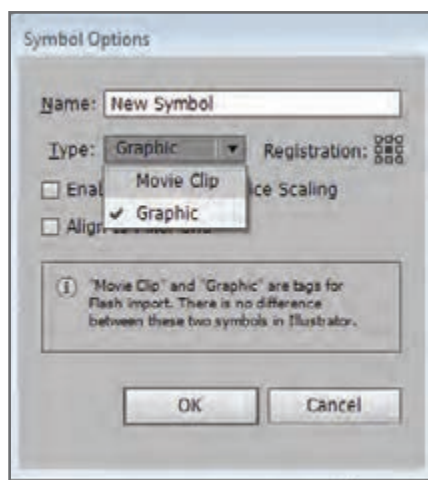 Symbol Options
Name: New Symbol
Type: Graphic Registration:
Movie Clip
Enab ice Scaling
✔ Graphic
Align
"Movie Clip" and "Graphic" are tags for
Flash import. There is no difference
between these two symbols in Illustrator.
OK Cancel